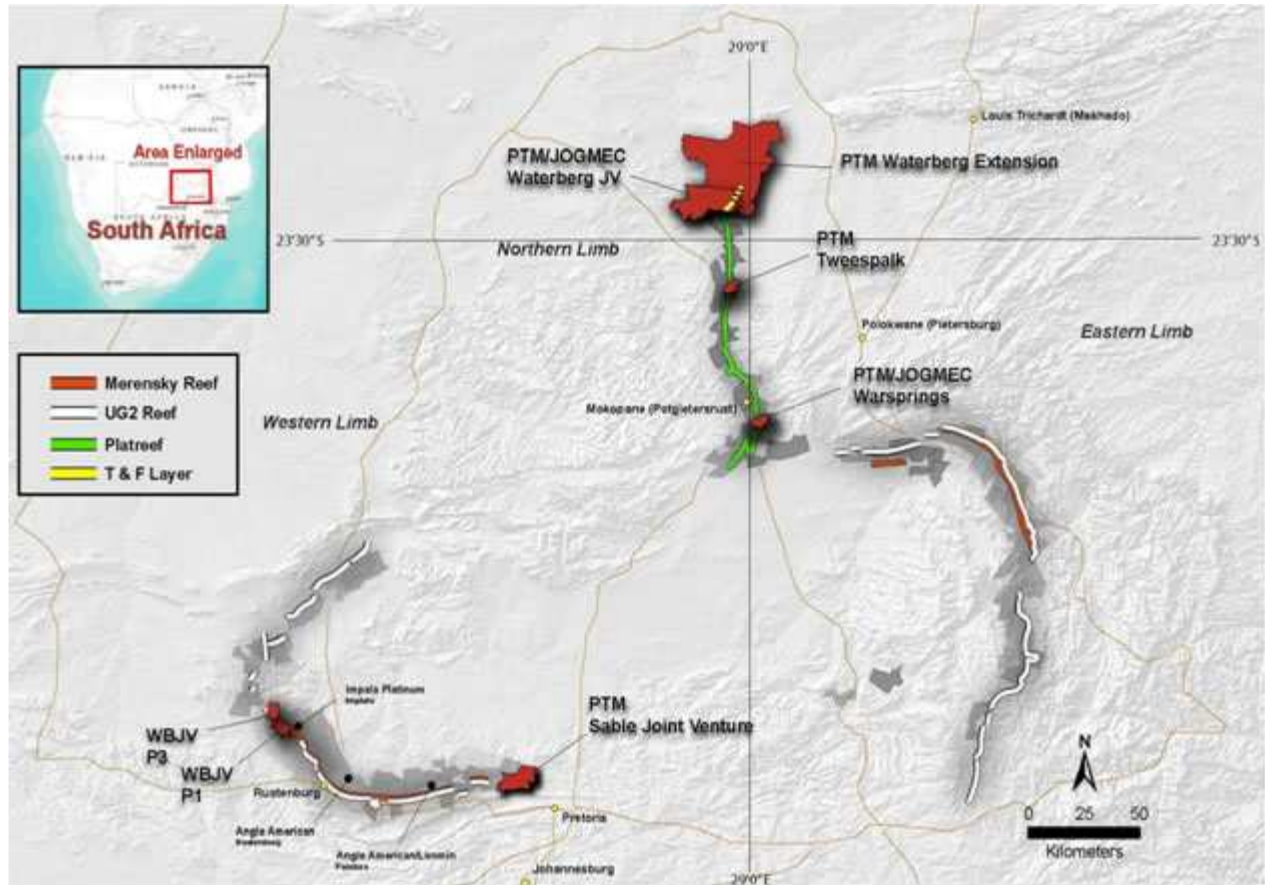 29°0'E
Louis Trichardt (Makhado)
Area Enlarged
South Africa
PTM/JOGMEC
Waterberg JV
PTM Waterberg Extension
23°30'S
23°30'S
Northern Limb
PTM
Tweespalk
Polokwane (Pietersburg)
Eastern Limb
Merensky Reef
UG2 Reef
Platreef
T & F Layer
PTM/JOGMEC
Warsprings
Mokopane (Potgietersrust)
Western Limb
Impala Platinum
PTM
Sable Joint Venture
WBJV
P3
WBJV
P1
Rustenburg
Anglo American
Anglo American/Lonmin
Pretoria
Johannesburg
N
0 25 50
Kilometers
29°0'E